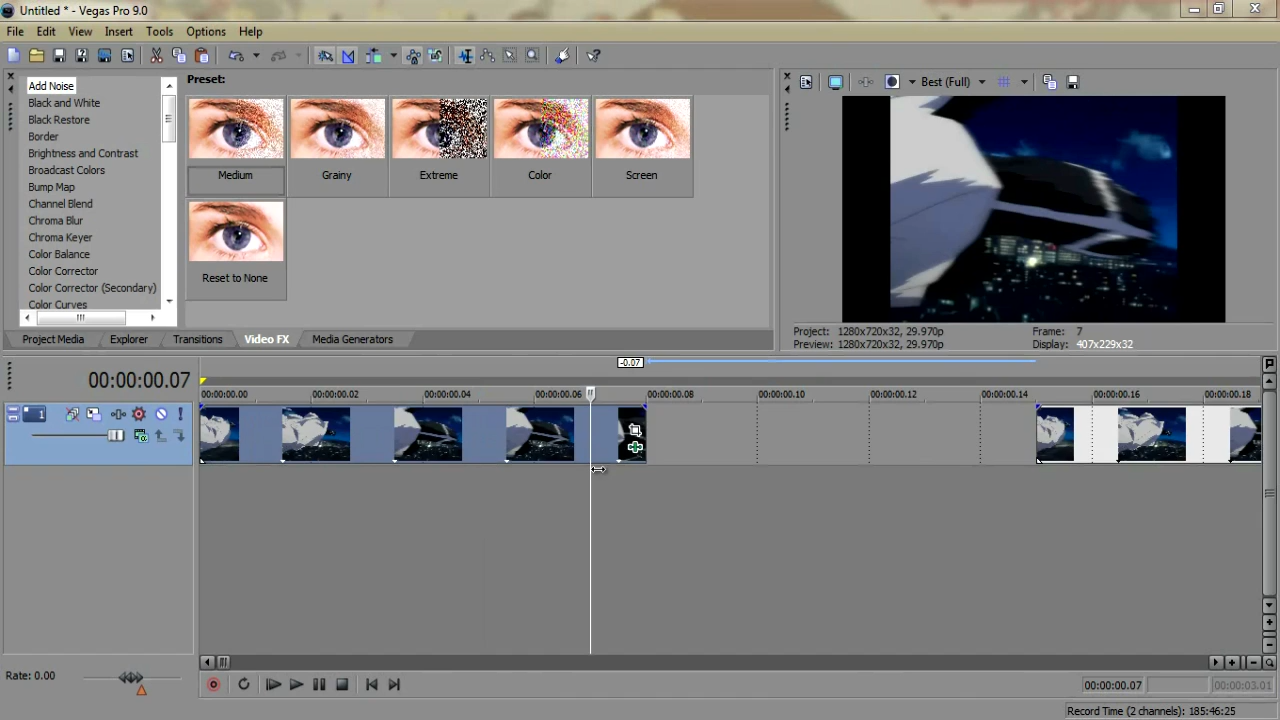 Untitled * - Vegas Pro 9.0
File Edit View Insert Tools Options Help
Add Noise
Black and White
Black Restore
Border
Brightness and Contrast
Broadcast Colors
Bump Map
Channel Blend
Chroma Blur
Chroma Keyer
Color Balance
Color Corrector
Color Corrector (Secondary)
Color Curves
Preset:
Medium Grainy Extreme Color Screen
Reset to None
Best (Full)
Project: 1280x720x32, 29.970p Frame: 7
Preview: 1280x720x32, 29.970p Display: 407x229x32
Project Media Explorer Transitions Video FX Media Generators
-0.07
00:00:00.07
00:00:00.00 00:00:00.02 00:00:00.04 00:00:00.06 00:00:00.08 00:00:00.10 00:00:00.12 00:00:00.14 00:00:00.16 00:00:00.18
1
Rate: 0.00
00:00:00.07 00:00:03.01
Record Time (2 channels): 185:46:25